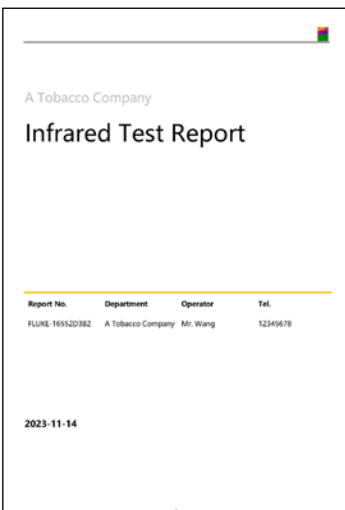 A Tobacco Company
Infrared Test Report
Report No. Department Operator Tel.
FLUKE-16552D3B2 A Tobacco Company Mr. Wang 12345678
2023-11-14